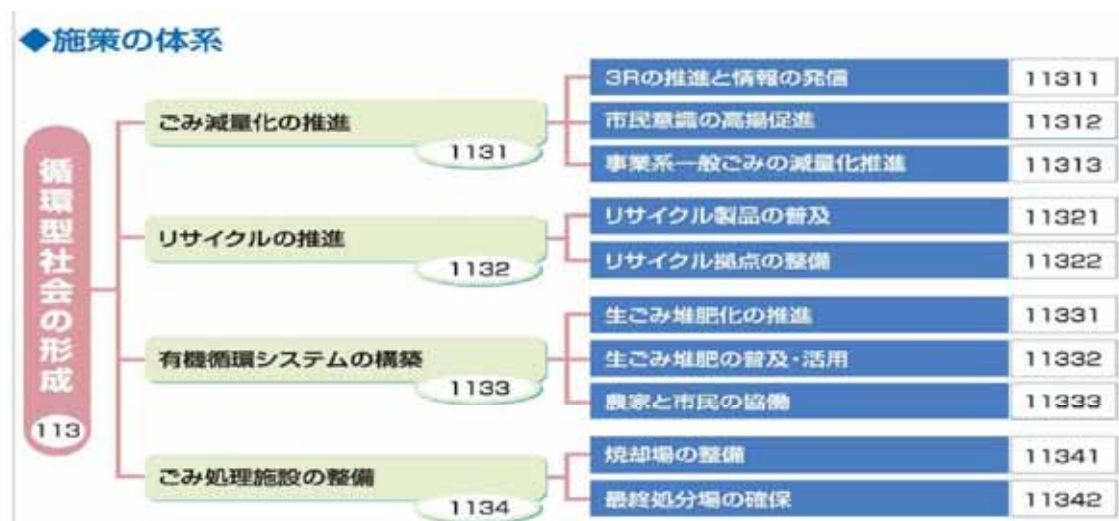 ◆施策の体系
循環型社会の形成
113
ごみ減量化の推進
1131
3Rの推進と情報の発信 11311
市民意識の高揚促進 11312
事業系一般ごみの減量化推進 11313
リサイクルの推進
1132
リサイクル製品の普及 11321
リサイクル拠点の整備 11322
有機循環システムの構築
1133
生ごみ堆肥化の推進 11331
生ごみ堆肥の普及・活用 11332
農家と市民の協働 11333
ごみ処理施設の整備
1134
焼却場の整備 11341
最終処分場の確保 11342